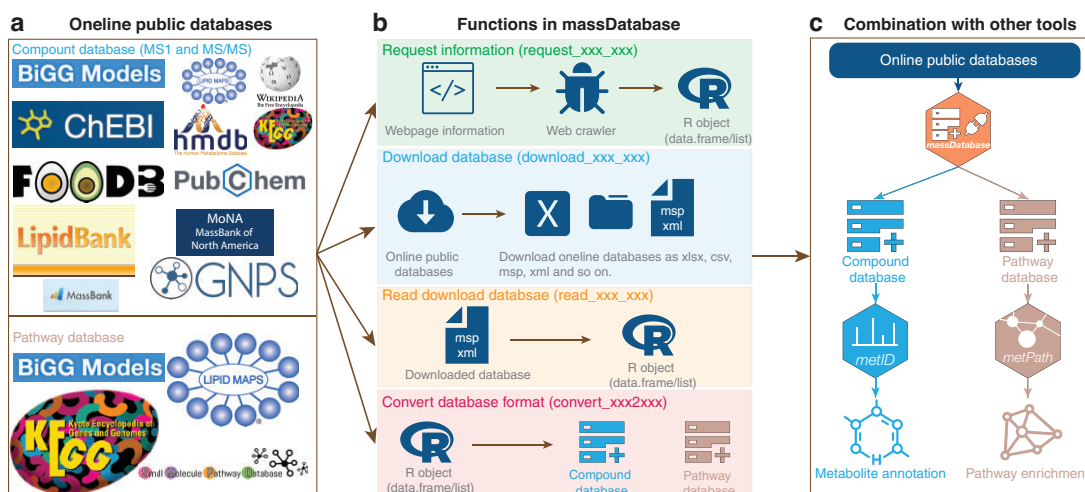 a
Oneline public databases
Compount database (MS1 and MS/MS)
BiGG Models
LIPID MAPS
WIKIPEDIA
The Free Encyclopedia
ChEBI
hmdb
The Human Metabolome Database
KEGG
FOODB
PubChem
LipidBank
MoNA
MassBank of
North America
GNPS
MassBank
Pathway database
BiGG Models
LIPID MAPS
KEGG
Kyoto Encyclopedia of
Genes and Genomes
Small Molecule Pathway Database
b
Functions in massDatabase
Request information (request_xxx_xxx)
</>
R
Webpage information
Web crawler
R object
(data.frame/list)
Download database (download_xxx_xxx)
X
msp
xml
Online public
databases
Download oneline databases as xlsx, csv,
msp, xml and so on.
Read download databsae (read_xxx_xxx)
msp
xml
R
Downloaded database
R object
(data.frame/list)
Convert database format (convert_xxx2xxx)
R
R object
(data.frame/list)
Compound
database
Pathway
database
c
Combination with other tools
Online public databases
massDatabase
Compound
database
Pathway
database
metID
metPath
H
Metabolite annotation
Pathway enrichmen